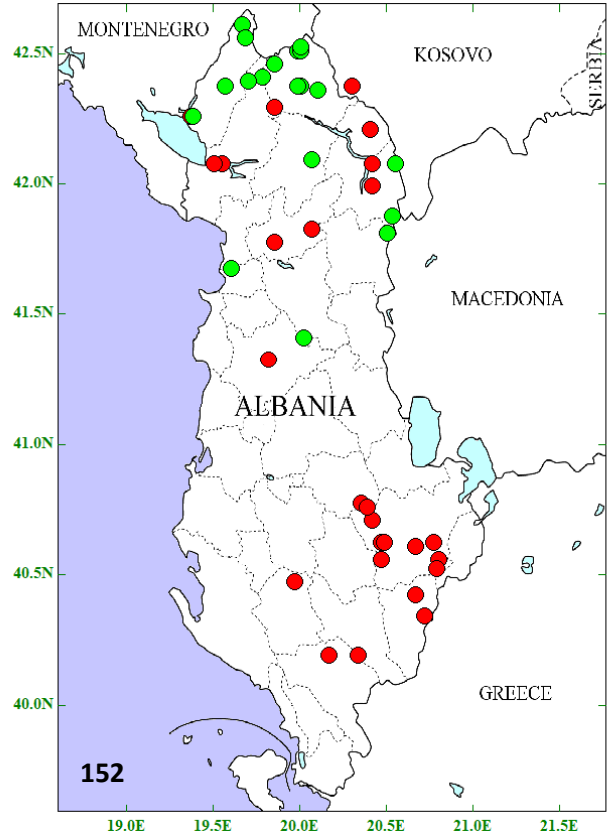 MONTENEGRO
KOSOVO
SERBIA
42.5N
42.0N
MACEDONIA
41.5N
ALBANIA
41.0N
40.5N
40.0N
GREECE
152
19.0E 19.5E 20.0E 20.5E 21.0E 21.5E